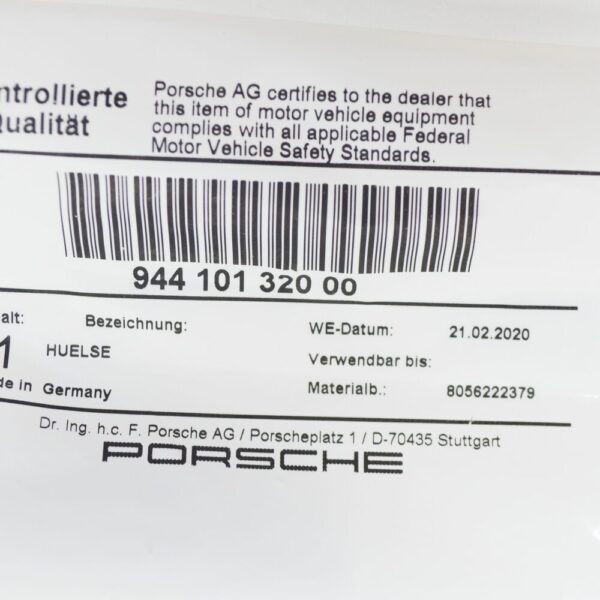 ntrollierte
Qualität
Porsche AG certifies to the dealer that
this item of motor vehicle equipment
complies with all applicable Federal
Motor Vehicle Safety Standards.
944 101 320 00
alt:
1
Bezeichnung:
HUELSE
de in Germany
WE-Datum: 21.02.2020
Verwendbar bis:
Materialb.: 8056222379
Dr. Ing. h.c. F. Porsche AG / Porscheplatz 1 / D-70435 Stuttgart
PORSCHE